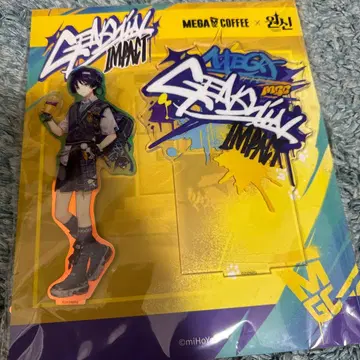 GENSHIN
IMPACT
MEGA COFFEE × 원신
MEGA
GENSHIN
MGC
IMPACT
MGC
©miHoYo